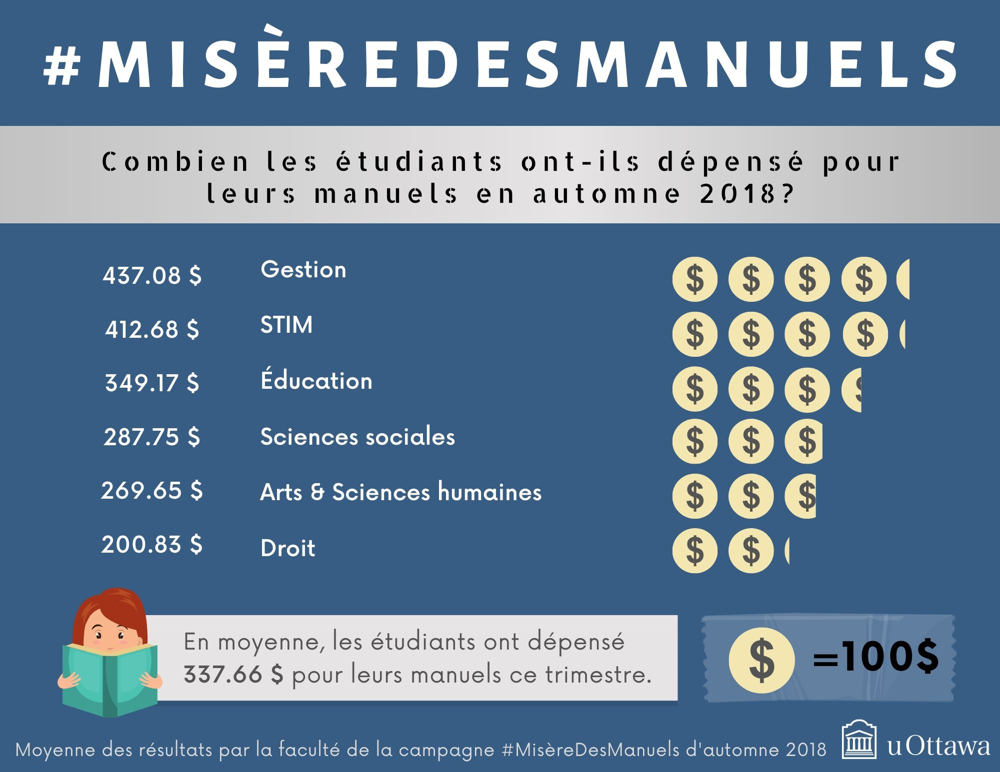 #MISÈREDESMANUELS
Combien les étudiants ont-ils dépensé pour
leurs manuels en automne 2018?
437.08 $ Gestion $ $ $ $
412.68 $ STIM $ $ $ $
349.17 $ Éducation $ $ $ $
287.75 $ Sciences sociales $ $ $
269.65 $ Arts & Sciences humaines $ $ $
200.83 $ Droit $ $
En moyenne, les étudiants ont dépensé
337.66 $ pour leurs manuels ce trimestre.
$ =100$
Moyenne des résultats par la faculté de la campagne #MisèreDesManuels d'automne 2018
uOttawa